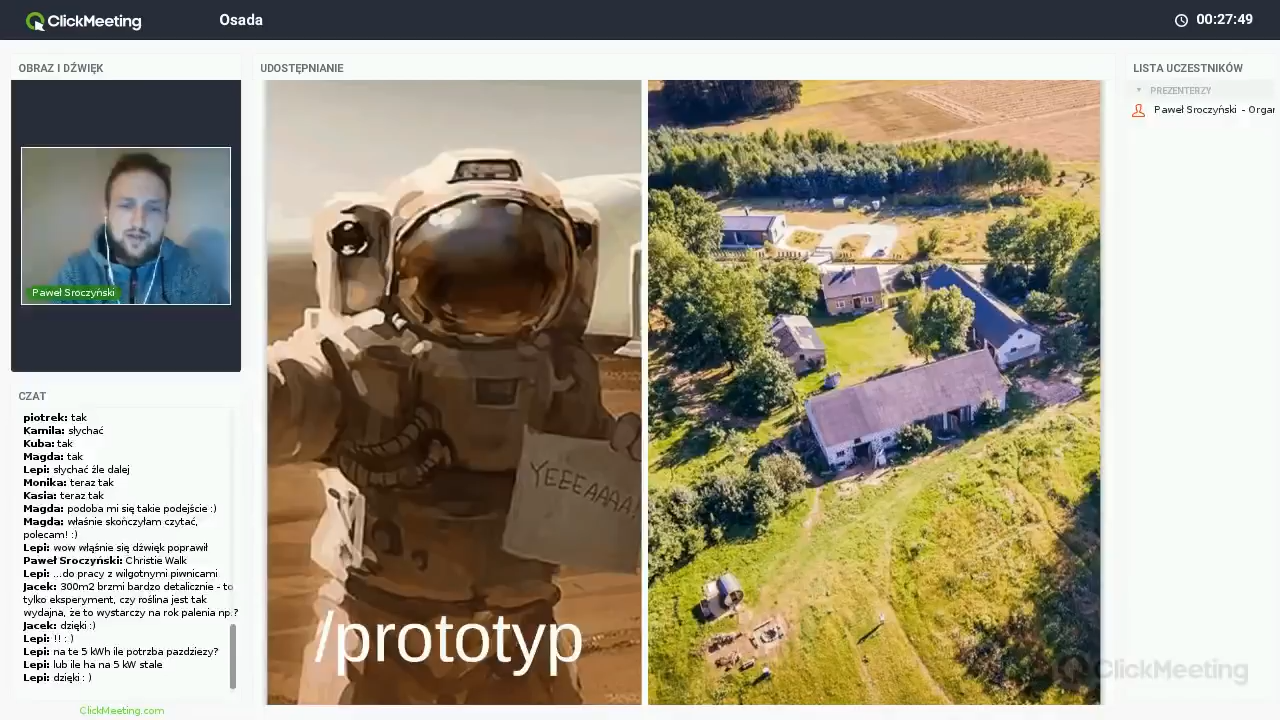 ClickMeeting
Osada
00:27:49
OBRAZ I DŹWIĘK
UDOSTĘPNIANIE
LISTA UCZESTNIKÓW
PREZENTERZY
Paweł Sroczyński - Organ
Paweł Sroczyński
CZAT
piotrek: tak
Kamila: słychać
Kuba: tak
Magda: tak
Lepi: słychać żle dalej
Monika: teraz tak
Kasia: teraz tak
Magda: podoba mi się takie podejście :)
Magda: właśnie skończyłam czytać,
polecam! :)
Lepi: wow włąśnie się dźwięk poprawił
Paweł Sroczyński: Christie Walk
Lepi: ...do pracy z wilgotnymi piwnicami
Jacek: 300m2 brzmi bardzo detalicznie - to
tylko eksperyment, czy roślina jest tak
wydajna, że to wystarczy na rok palenia np.?
Jacek: dzięki :)
Lepi: !! : )
Lepi: na te 5 kWh ile potrzba pazdziezy?
Lepi: lub ile ha na 5 kW stale
Lepi: dzięki : )
ClickMeeting.com
YEEEAAAA!
/prototyp
ClickMeeting